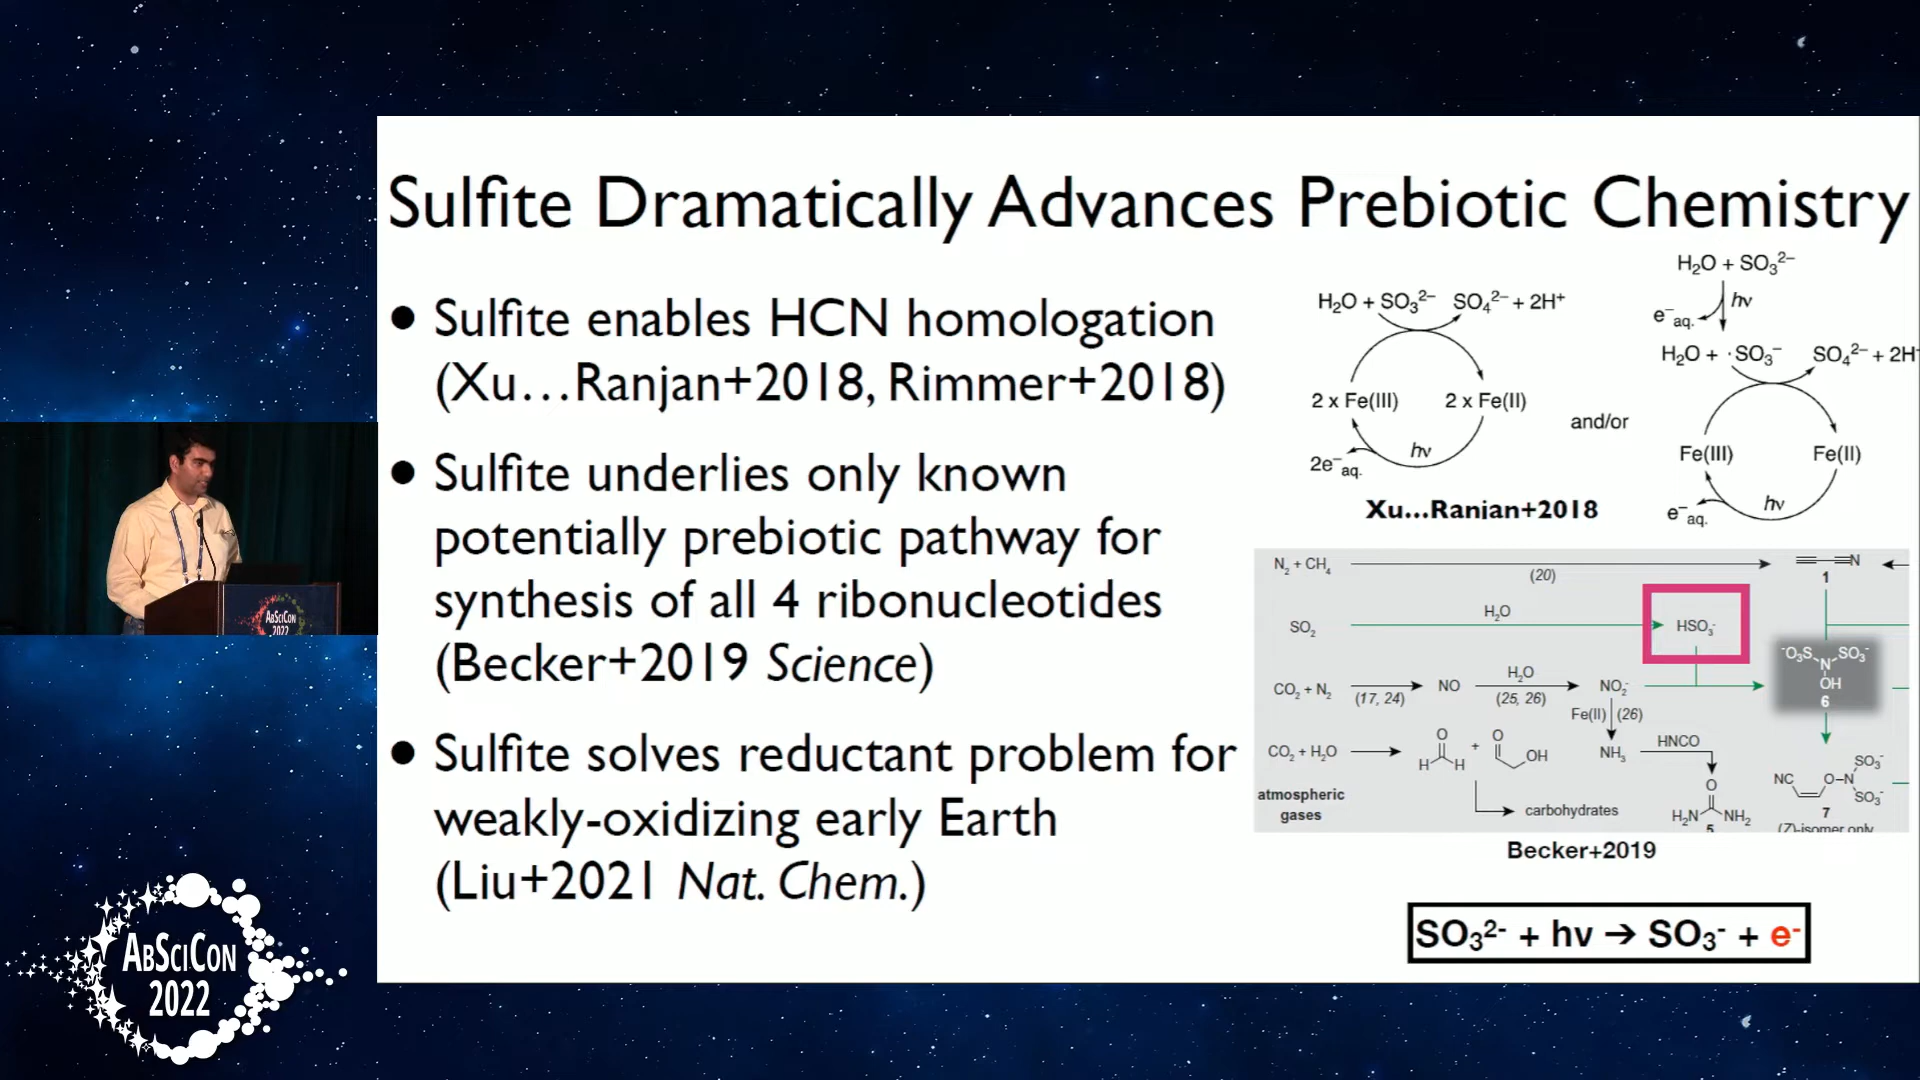 Sulfite Dramatically Advances Prebiotic Chemistry
• Sulfite enables HCN homologation
(Xu…Ranjan+2018, Rimmer+2018)
• Sulfite underlies only known
potentially prebiotic pathway for
synthesis of all 4 ribonucleotides
(Becker+2019 Science)
• Sulfite solves reductant problem for
weakly-oxidizing early Earth
(Liu+2021 Nat. Chem.)
H₂O + SO₃²⁻ SO₄²⁻ + 2H⁺
2 x Fe(III) 2 x Fe(II)
hν
2e⁻aq.
and/or
H₂O + SO₃²⁻
hν
e⁻aq.
H₂O + ·SO₃⁻ SO₄²⁻ + 2H⁺
Fe(III) Fe(II)
hν
e⁻aq.
Xu…Ranjan+2018
N₂ + CH₄ (20) N
1
SO₂ H₂O HSO₃⁻
⁻O₃S SO₃⁻
N
OH
6
CO₂ + N₂ (17, 24) NO H₂O (25, 26) NO₂⁻
Fe(II) (26)
CO₂ + H₂O O H H + O OH NH₃ HNCO
O
H₂N NH₂
5
NC O–N SO₃⁻
SO₃⁻
7
(Z)-isomer only
atmospheric
gases
carbohydrates
Becker+2019
SO₃²⁻ + hν → SO₃⁻ + e⁻
ABSCICON
2022
ABSCICON
2022